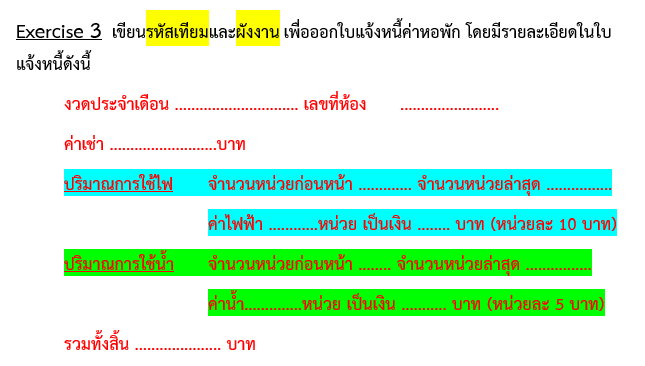 Exercise 3 เขียนรหัสเทียมและผังงาน เพื่อออกใบแจ้งหนี้ค่าหอพัก โดยมีรายละเอียดในใบ
แจ้งหนี้ดังนี้
งวดประจำเดือน .............................. เลขที่ห้อง ........................
ค่าเช่า ..........................บาท
ปริมาณการใช้ไฟ จำนวนหน่วยก่อนหน้า ............. จำนวนหน่วยล่าสุด ................
ค่าไฟฟ้า ............หน่วย เป็นเงิน ........ บาท (หน่วยละ 10 บาท)
ปริมาณการใช้น้ำ จำนวนหน่วยก่อนหน้า ........ จำนวนหน่วยล่าสุด ................
ค่าน้ำ..............หน่วย เป็นเงิน ........... บาท (หน่วยละ 5 บาท)
รวมทั้งสิ้น ..................... บาท